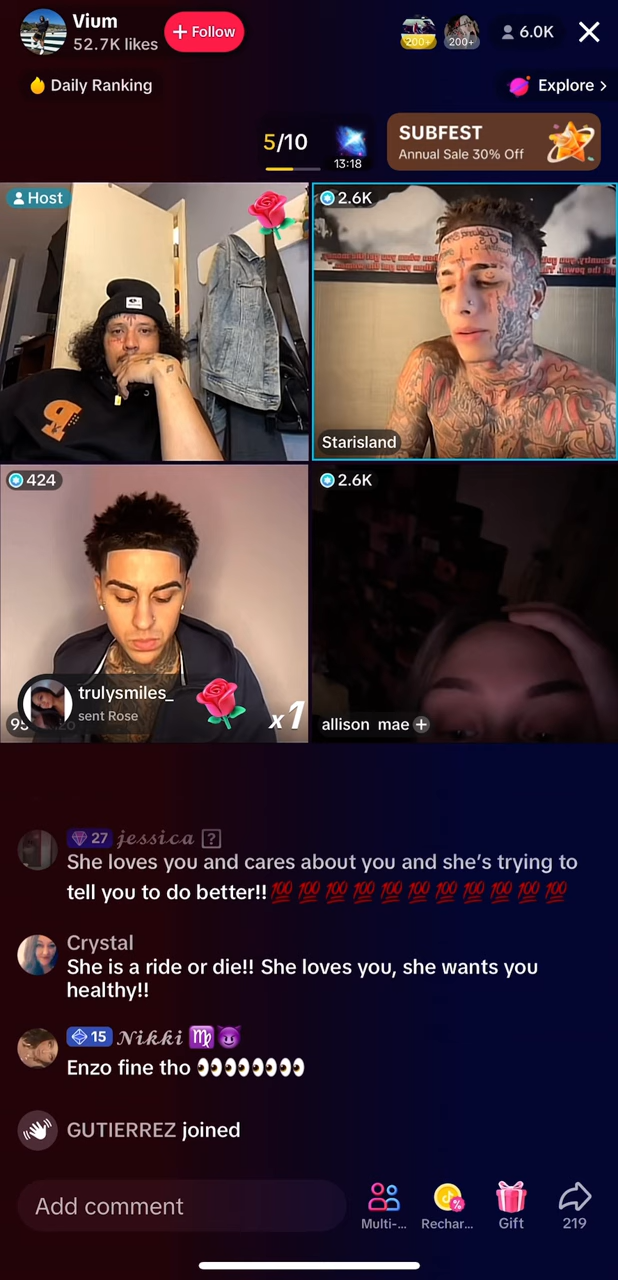 Vium
52.7K likes
+ Follow
200+
200+
6.0K
Daily Ranking
Explore >
5/10
13:18
SUBFEST
Annual Sale 30% Off
Host
2.6K
Starisland
424
2.6K
trulysmiles_
sent Rose
x1
allison mae +
27 jessica ?
She loves you and cares about you and she's trying to
tell you to do better!! 💯💯💯💯💯💯💯💯💯💯💯
Crystal
She is a ride or die!! She loves you, she wants you
healthy!!
15 Nikki ♍😈
Enzo fine tho 👀👀👀👀👀👀👀👀
GUTIERREZ joined
Add comment
Multi-...
Rechar...
Gift
219